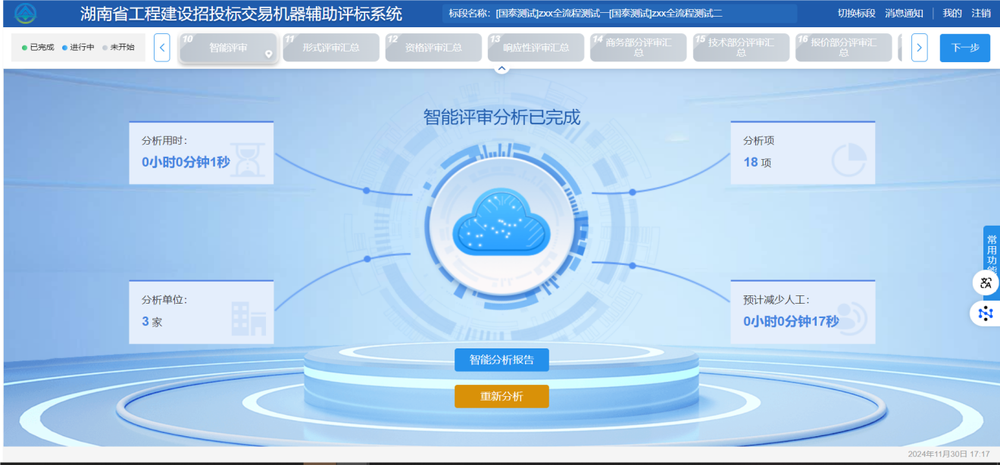 湖南省工程建设招投标交易机器辅助评标系统
标段名称: [国泰测试]zxx全流程测试一[国泰测试]zxx全流程测试二
切换标段 消息通知 我的 注销
已完成 进行中 未开始
10 智能评审
11 形式评审汇总
12 资格评审汇总
13 响应性评审汇总
14 商务部分评审汇
总
15 技术部分评审汇
总
16 报价部分评审汇
总
下一步
智能评审分析已完成
分析用时:
0小时0分钟1秒
分析项
18 项
分析单位:
3 家
预计减少人工:
0小时0分钟17秒
智能分析报告
重新分析
常用功能
2024年11月30日 17:17